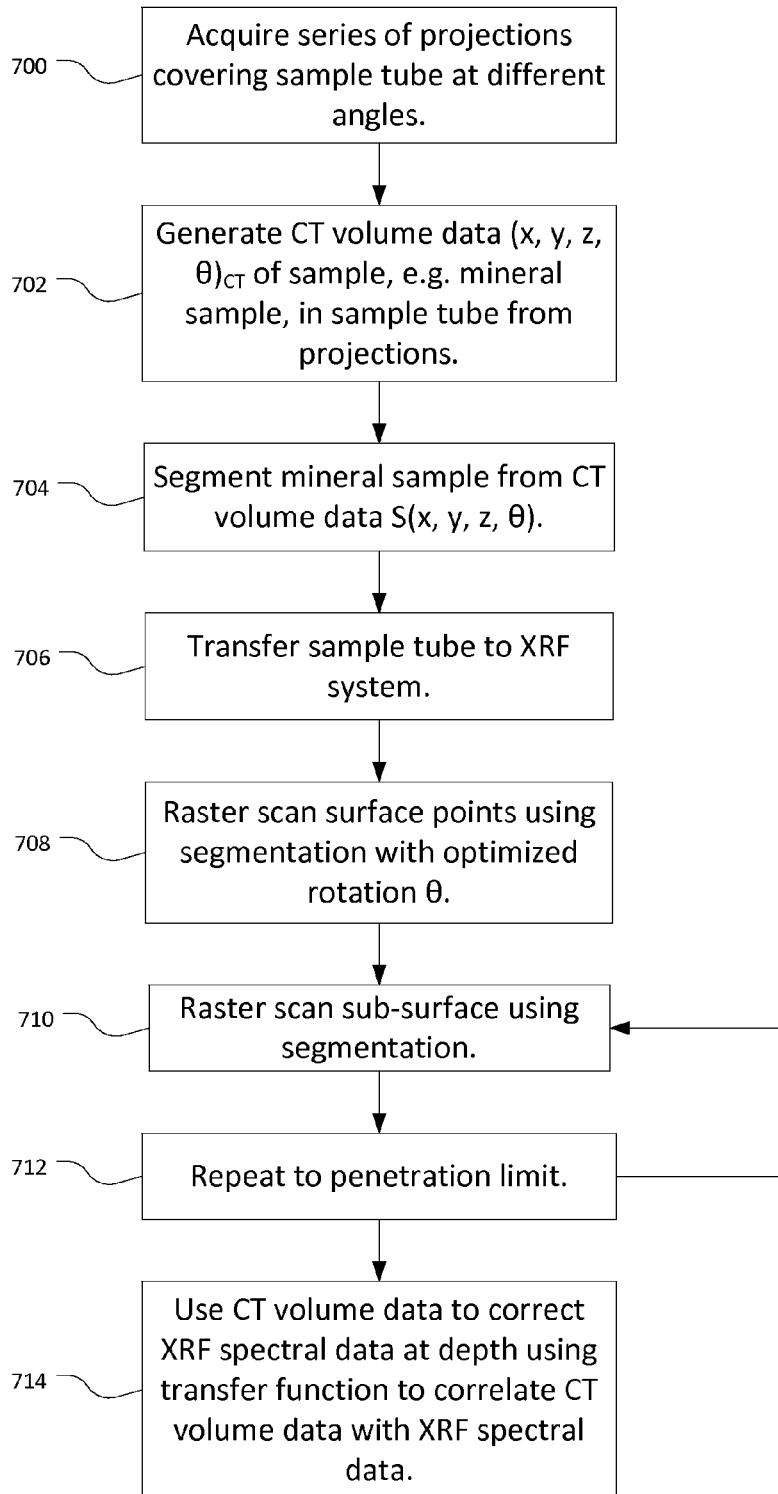 700
Acquire series of projections
covering sample tube at different
angles.
702
Generate CT volume data (x, y, z,
θ)CT of sample, e.g. mineral
sample, in sample tube from
projections.
704
Segment mineral sample from CT
volume data S(x, y, z, θ).
706
Transfer sample tube to XRF
system.
708
Raster scan surface points using
segmentation with optimized
rotation θ.
710
Raster scan sub-surface using
segmentation.
712
Repeat to penetration limit.
714
Use CT volume data to correct
XRF spectral data at depth using
transfer function to correlate CT
volume data with XRF spectral
data.